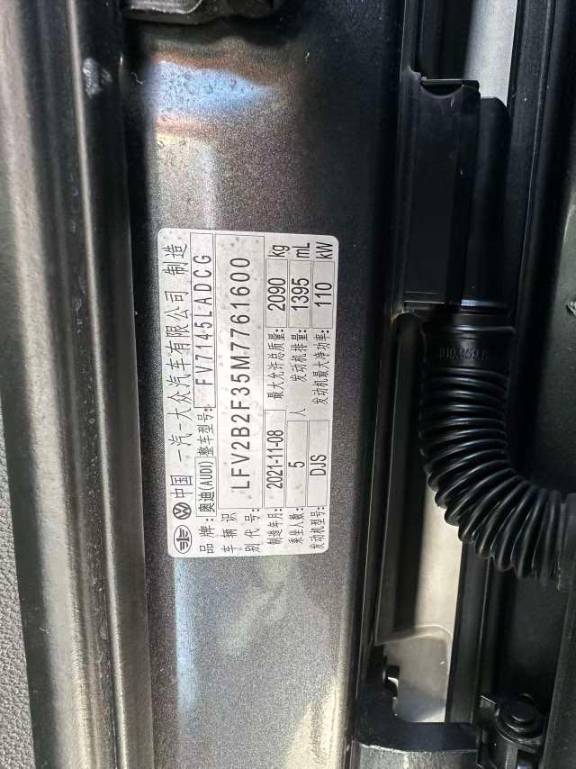 中国 一汽-大众汽车有限公司 制造
品牌: 奥迪(AUDI) 整车型号: FV7145LADCG
车辆识别代号: LFV2B2F35M7761600
制造年月: 2021-11-08 最大允许总质量: 2090 kg
乘坐人数: 5 人 发动机排量: 1395 mL
发动机型号: DJS 发动机最大净功率: 110 kW